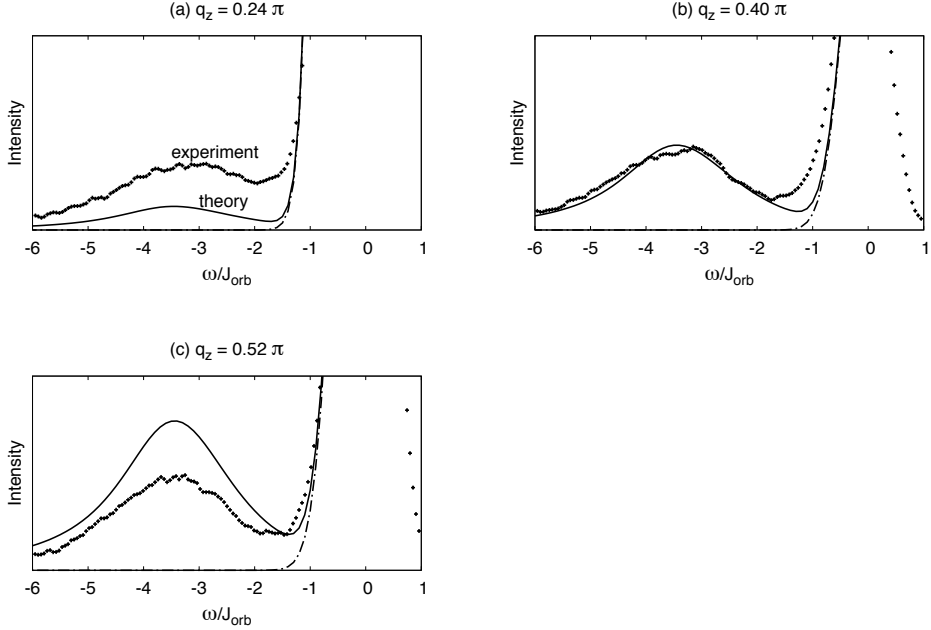 (a) q_z = 0.24 π
Intensity
experiment
theory
-6 -5 -4 -3 -2 -1 0 1
ω/J_orb
(b) q_z = 0.40 π
Intensity
-6 -5 -4 -3 -2 -1 0 1
ω/J_orb
(c) q_z = 0.52 π
Intensity
-6 -5 -4 -3 -2 -1 0 1
ω/J_orb